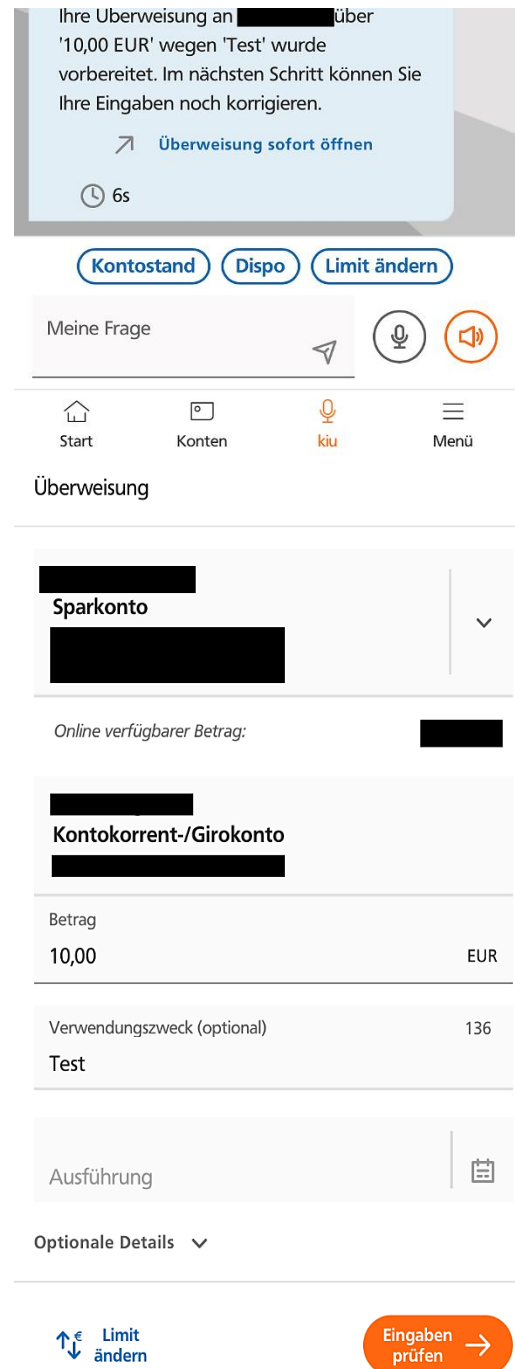 Ihre Überweisung an über
'10,00 EUR' wegen 'Test' wurde
vorbereitet. Im nächsten Schritt können Sie
Ihre Eingaben noch korrigieren.
Überweisung sofort öffnen
6s
Kontostand Dispo Limit ändern
Meine Frage
Start Konten kiu Menü
Überweisung
Sparkonto
Online verfügbarer Betrag:
Kontokorrent-/Girokonto
Betrag
10,00 EUR
Verwendungszweck (optional) 136
Test
Ausführung
Optionale Details
Limit
ändern
Eingaben
prüfen